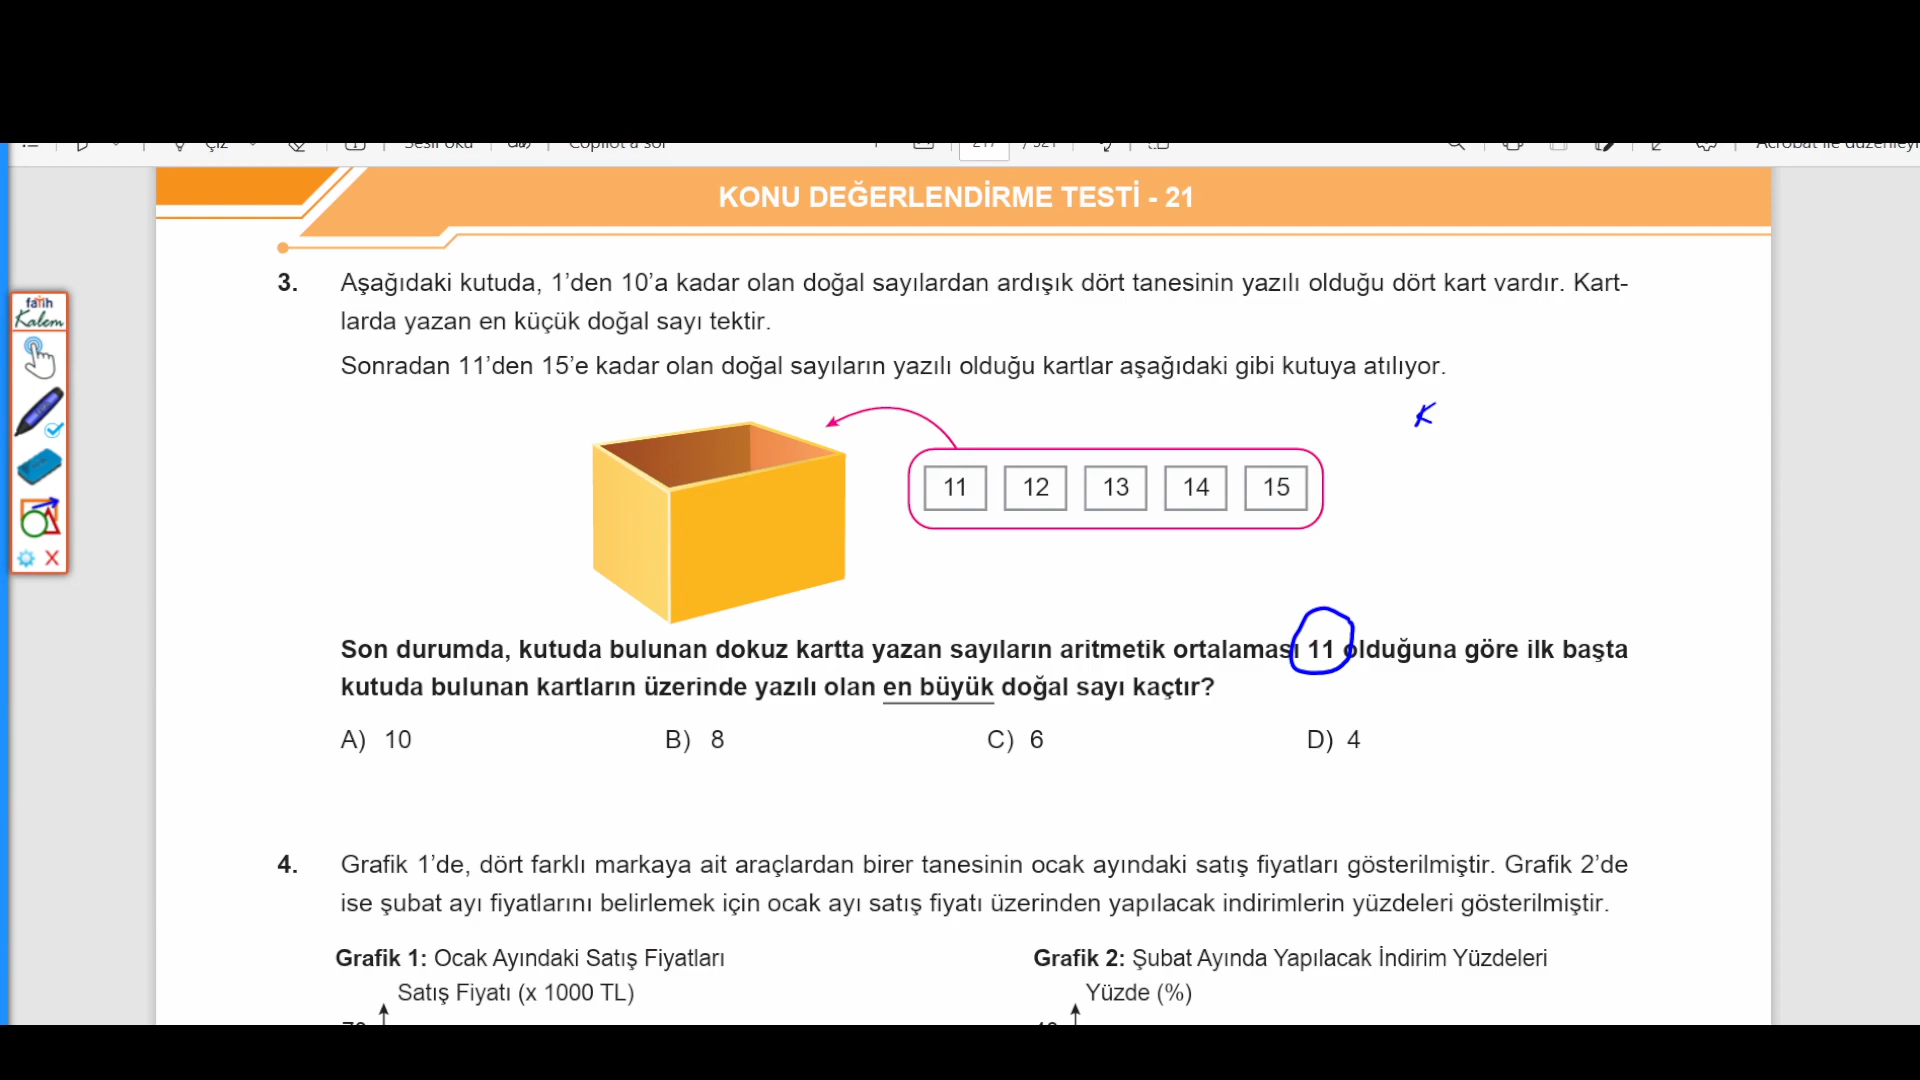 KONU DEĞERLENDİRME TESTİ - 21
fatih
Kalem
3. Aşağıdaki kutuda, 1’den 10’a kadar olan doğal sayılardan ardışık dört tanesinin yazılı olduğu dört kart vardır. Kart-
larda yazan en küçük doğal sayı tektir.
Sonradan 11’den 15’e kadar olan doğal sayıların yazılı olduğu kartlar aşağıdaki gibi kutuya atılıyor.
11 12 13 14 15
Son durumda, kutuda bulunan dokuz kartta yazan sayıların aritmetik ortalaması 11 olduğuna göre ilk başta
kutuda bulunan kartların üzerinde yazılı olan en büyük doğal sayı kaçtır?
A) 10 B) 8 C) 6 D) 4
4. Grafik 1’de, dört farklı markaya ait araçlardan birer tanesinin ocak ayındaki satış fiyatları gösterilmiştir. Grafik 2’de
ise şubat ayı fiyatlarını belirlemek için ocak ayı satış fiyatı üzerinden yapılacak indirimlerin yüzdeleri gösterilmiştir.
Grafik 1: Ocak Ayındaki Satış Fiyatları
Satış Fiyatı (x 1000 TL)
Grafik 2: Şubat Ayında Yapılacak İndirim Yüzdeleri
Yüzde (%)